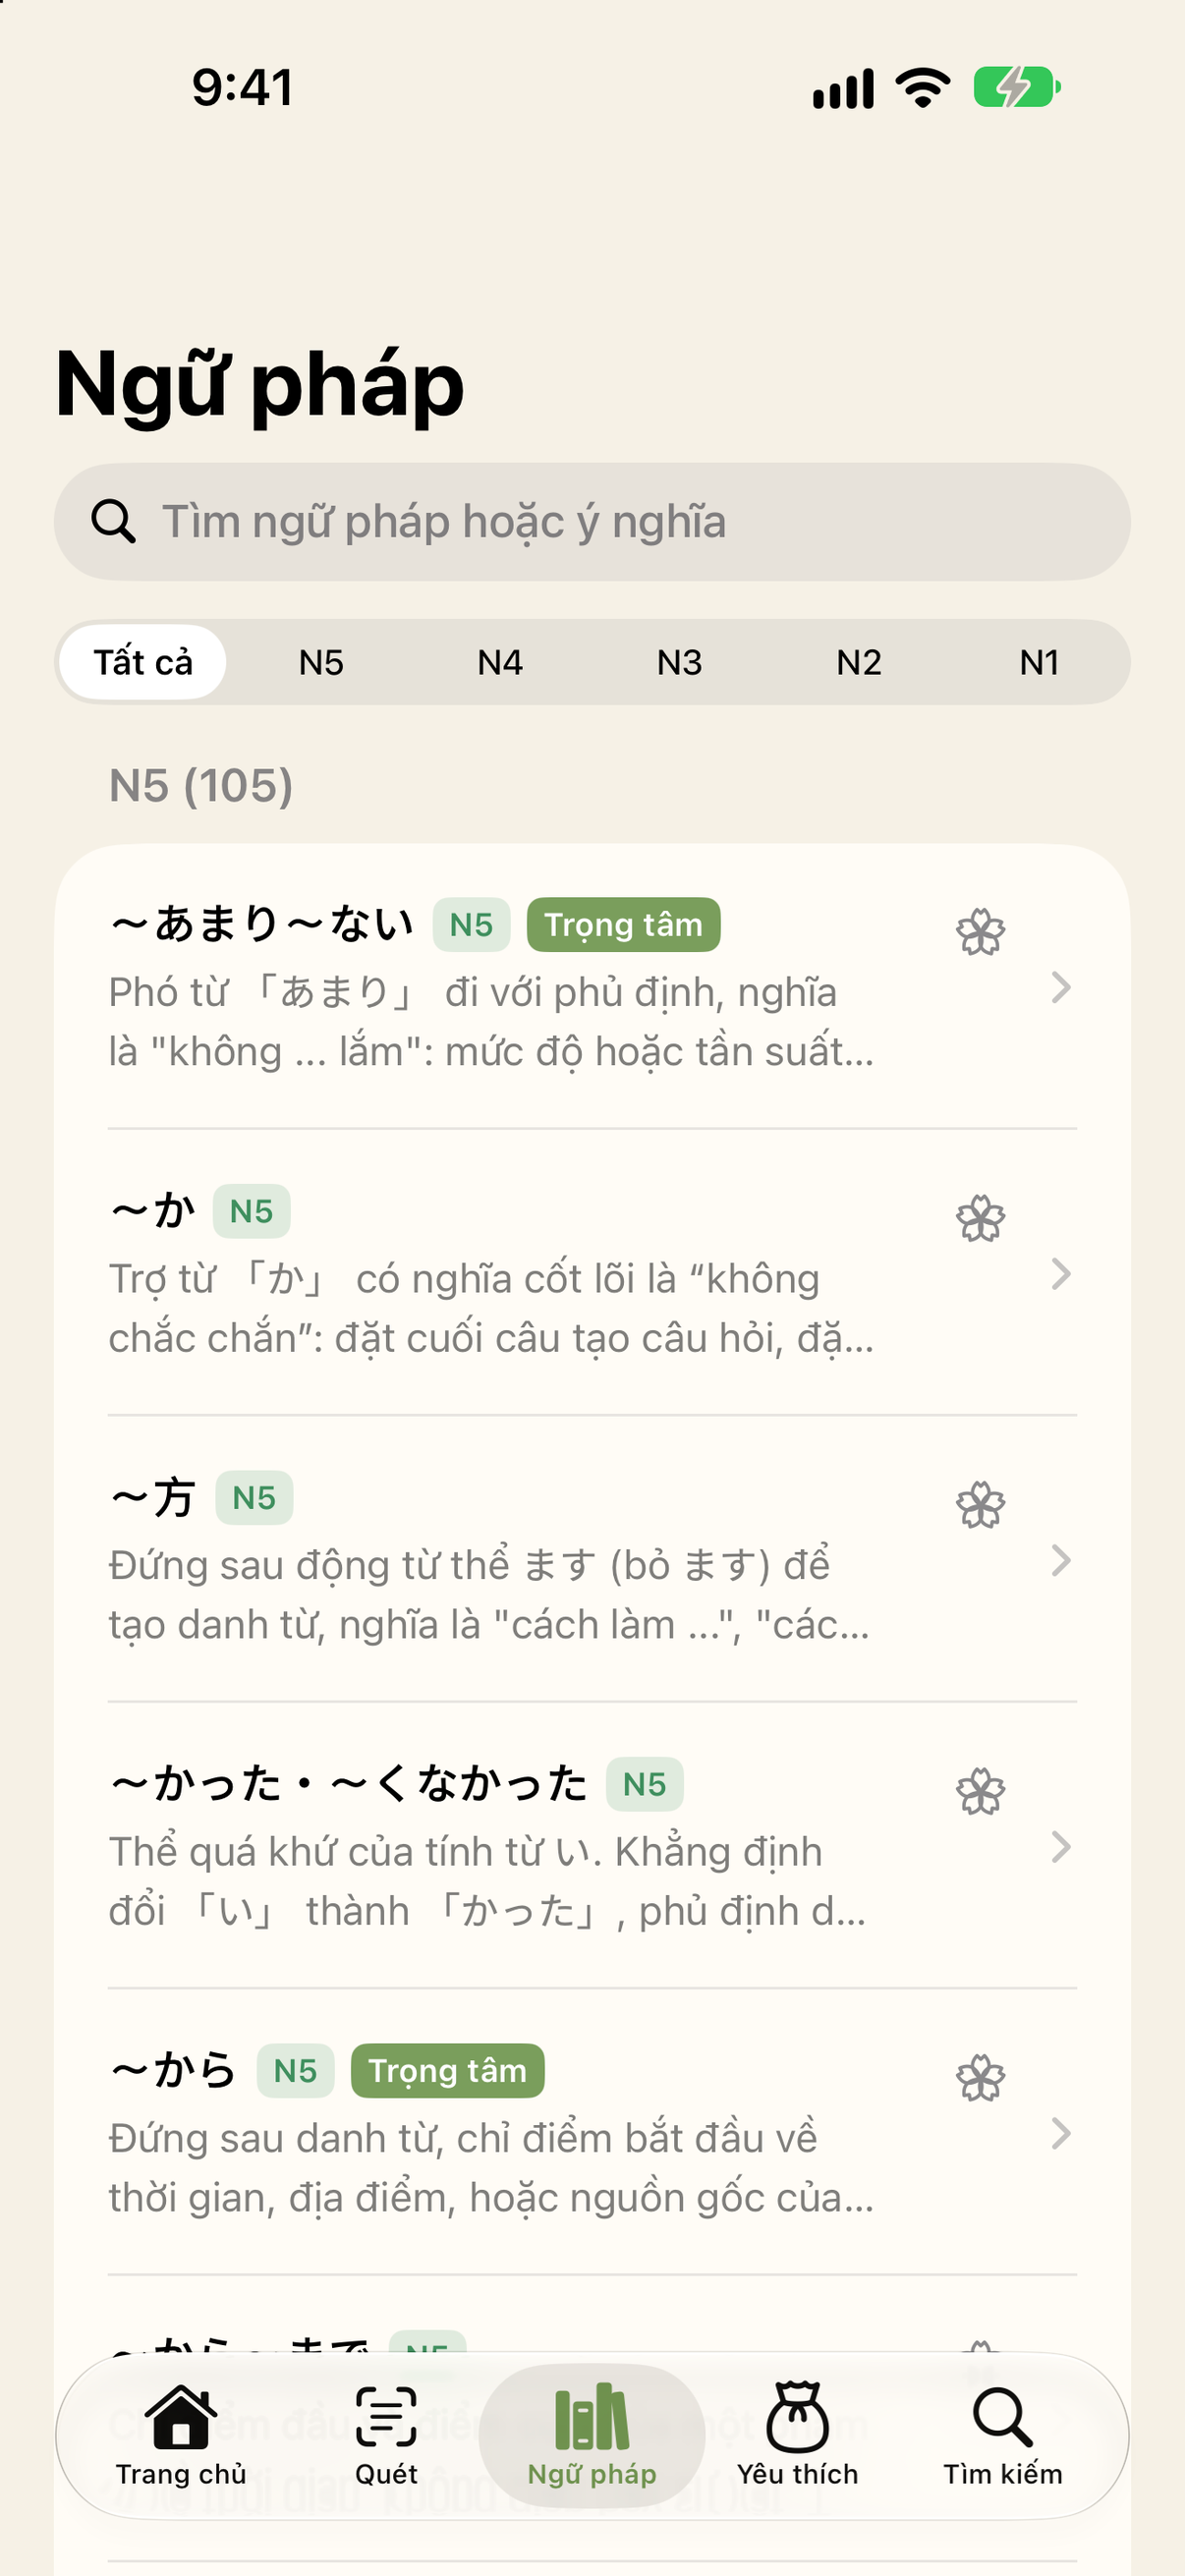 9:41
Ngữ pháp
Tìm ngữ pháp hoặc ý nghĩa
Tất cả N5 N4 N3 N2 N1
N5 (105)
～あまり～ない N5 Trọng tâm
Phó từ 「あまり」 đi với phủ định, nghĩa
là "không ... lắm": mức độ hoặc tần suất...
～か N5
Trợ từ 「か」 có nghĩa cốt lõi là “không
chắc chắn”: đặt cuối câu tạo câu hỏi, đặ...
～方 N5
Đứng sau động từ thể ます (bỏ ます) để
tạo danh từ, nghĩa là "cách làm ...", "các...
～かった・～くなかった N5
Thể quá khứ của tính từ い. Khẳng định
đổi 「い」 thành 「かった」, phủ định d...
～から N5 Trọng tâm
Đứng sau danh từ, chỉ điểm bắt đầu về
thời gian, địa điểm, hoặc nguồn gốc của...
～から～まで N5
Trang chủ Quét Ngữ pháp Yêu thích Tìm kiếm